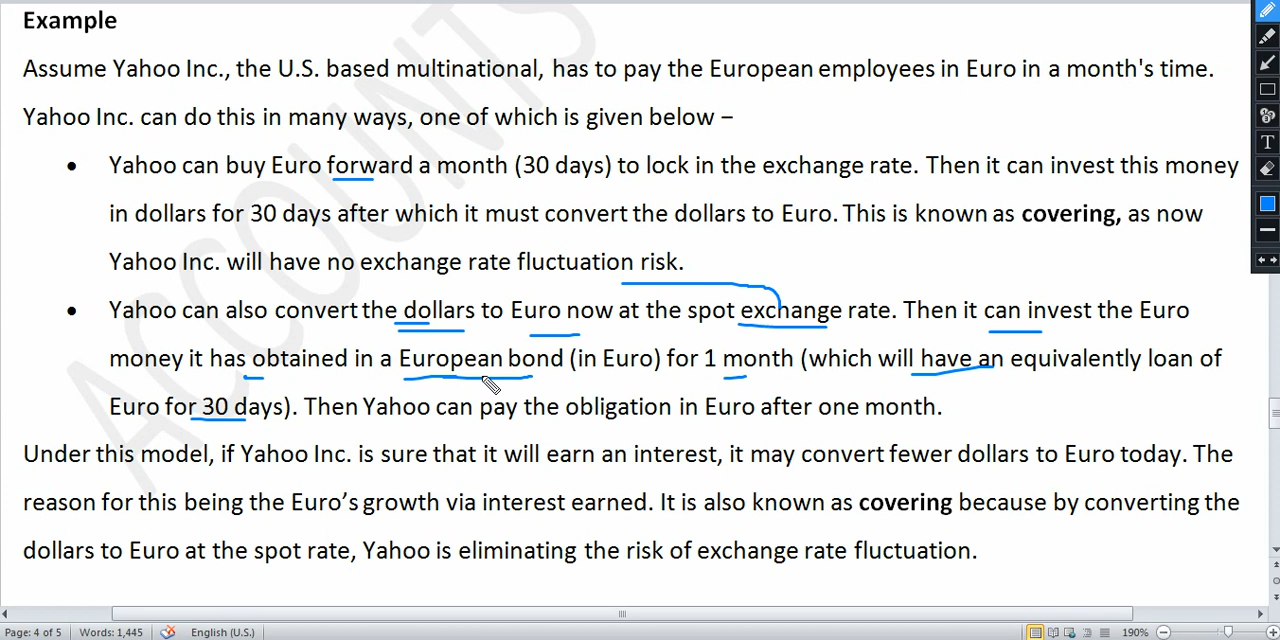 Example
Assume Yahoo Inc., the U.S. based multinational, has to pay the European employees in Euro in a month's time.
Yahoo Inc. can do this in many ways, one of which is given below −
• Yahoo can buy Euro forward a month (30 days) to lock in the exchange rate. Then it can invest this money
in dollars for 30 days after which it must convert the dollars to Euro. This is known as covering, as now
Yahoo Inc. will have no exchange rate fluctuation risk.
• Yahoo can also convert the dollars to Euro now at the spot exchange rate. Then it can invest the Euro
money it has obtained in a European bond (in Euro) for 1 month (which will have an equivalently loan of
Euro for 30 days). Then Yahoo can pay the obligation in Euro after one month.
Under this model, if Yahoo Inc. is sure that it will earn an interest, it may convert fewer dollars to Euro today. The
reason for this being the Euro’s growth via interest earned. It is also known as covering because by converting the
dollars to Euro at the spot rate, Yahoo is eliminating the risk of exchange rate fluctuation.
ACCOUNTS
T
Page: 4 of 5 Words: 1,445 English (U.S.) 190%